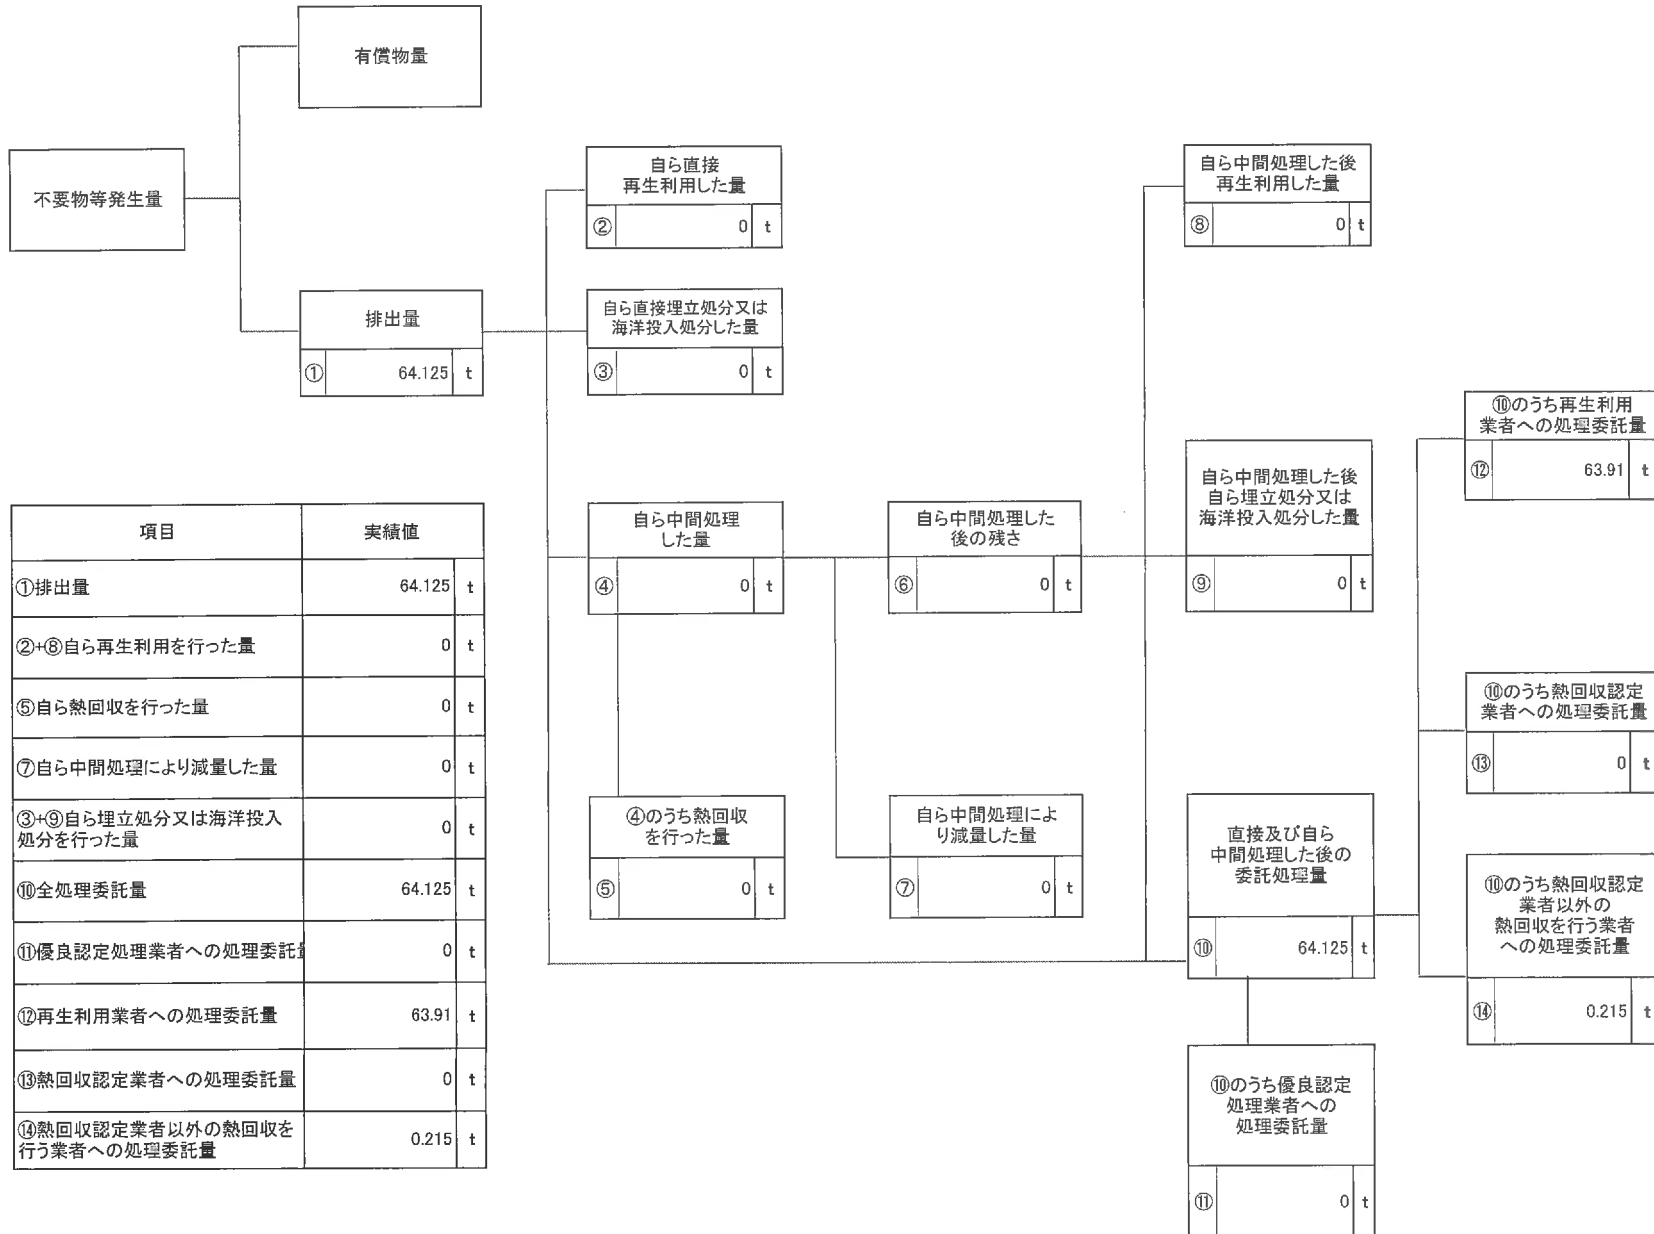 有償物量
不要物等発生量
排出量
① 64.125 t
自ら直接
再生利用した量
② 0 t
自ら直接埋立処分又は
海洋投入処分した量
③ 0 t
自ら中間処理
した量
④ 0 t
④のうち熱回収
を行った量
⑤ 0 t
自ら中間処理した
後の残さ
⑥ 0 t
自ら中間処理によ
り減量した量
⑦ 0 t
自ら中間処理した後
再生利用した量
⑧ 0 t
自ら中間処理した後
自ら埋立処分又は
海洋投入処分した量
⑨ 0 t
直接及び自ら
中間処理した後の
委託処理量
⑩ 64.125 t
⑩のうち優良認定
処理業者への
処理委託量
⑪ 0 t
⑩のうち再生利用
業者への処理委託量
⑫ 63.91 t
⑩のうち熱回収認定
業者への処理委託量
⑬ 0 t
⑩のうち熱回収認定
業者以外の
熱回収を行う業者
への処理委託量
⑭ 0.215 t
項目 実績値
①排出量 64.125 t
②+⑧自ら再生利用を行った量 0 t
⑤自ら熱回収を行った量 0 t
⑦自ら中間処理により減量した量 0 t
③+⑨自ら埋立処分又は海洋投入
処分を行った量 0 t
⑩全処理委託量 64.125 t
⑪優良認定処理業者への処理委託 0 t
⑫再生利用業者への処理委託量 63.91 t
⑬熱回収認定業者への処理委託量 0 t
⑭熱回収認定業者以外の熱回収を
行う業者への処理委託量 0.215 t